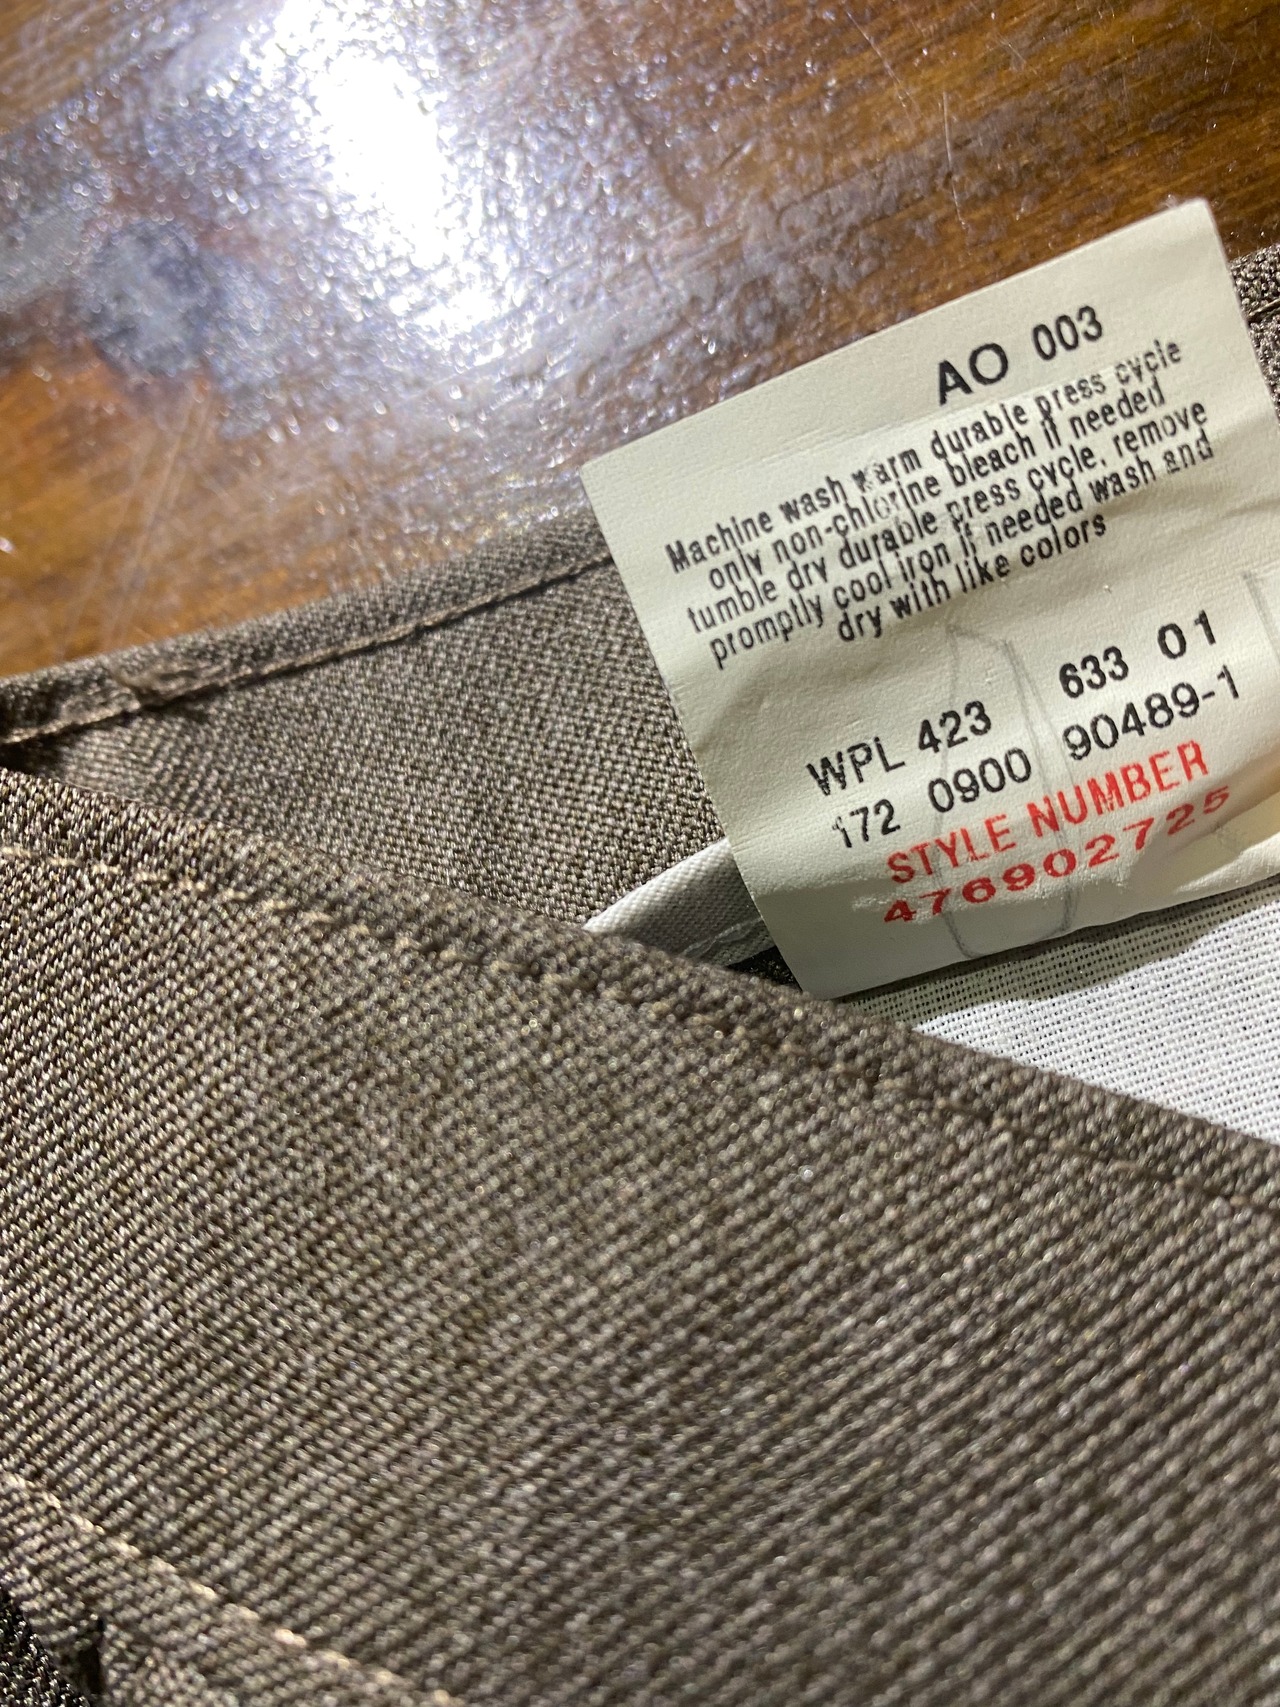 AO 003
Machine wash warm durable press cycle
only non-chlorine bleach if needed
tumble dry durable press cycle, remove
promptly cool iron if needed wash and
dry with like colors
WPL 423 633 01
172 0900 90489-1
STYLE NUMBER
476902725